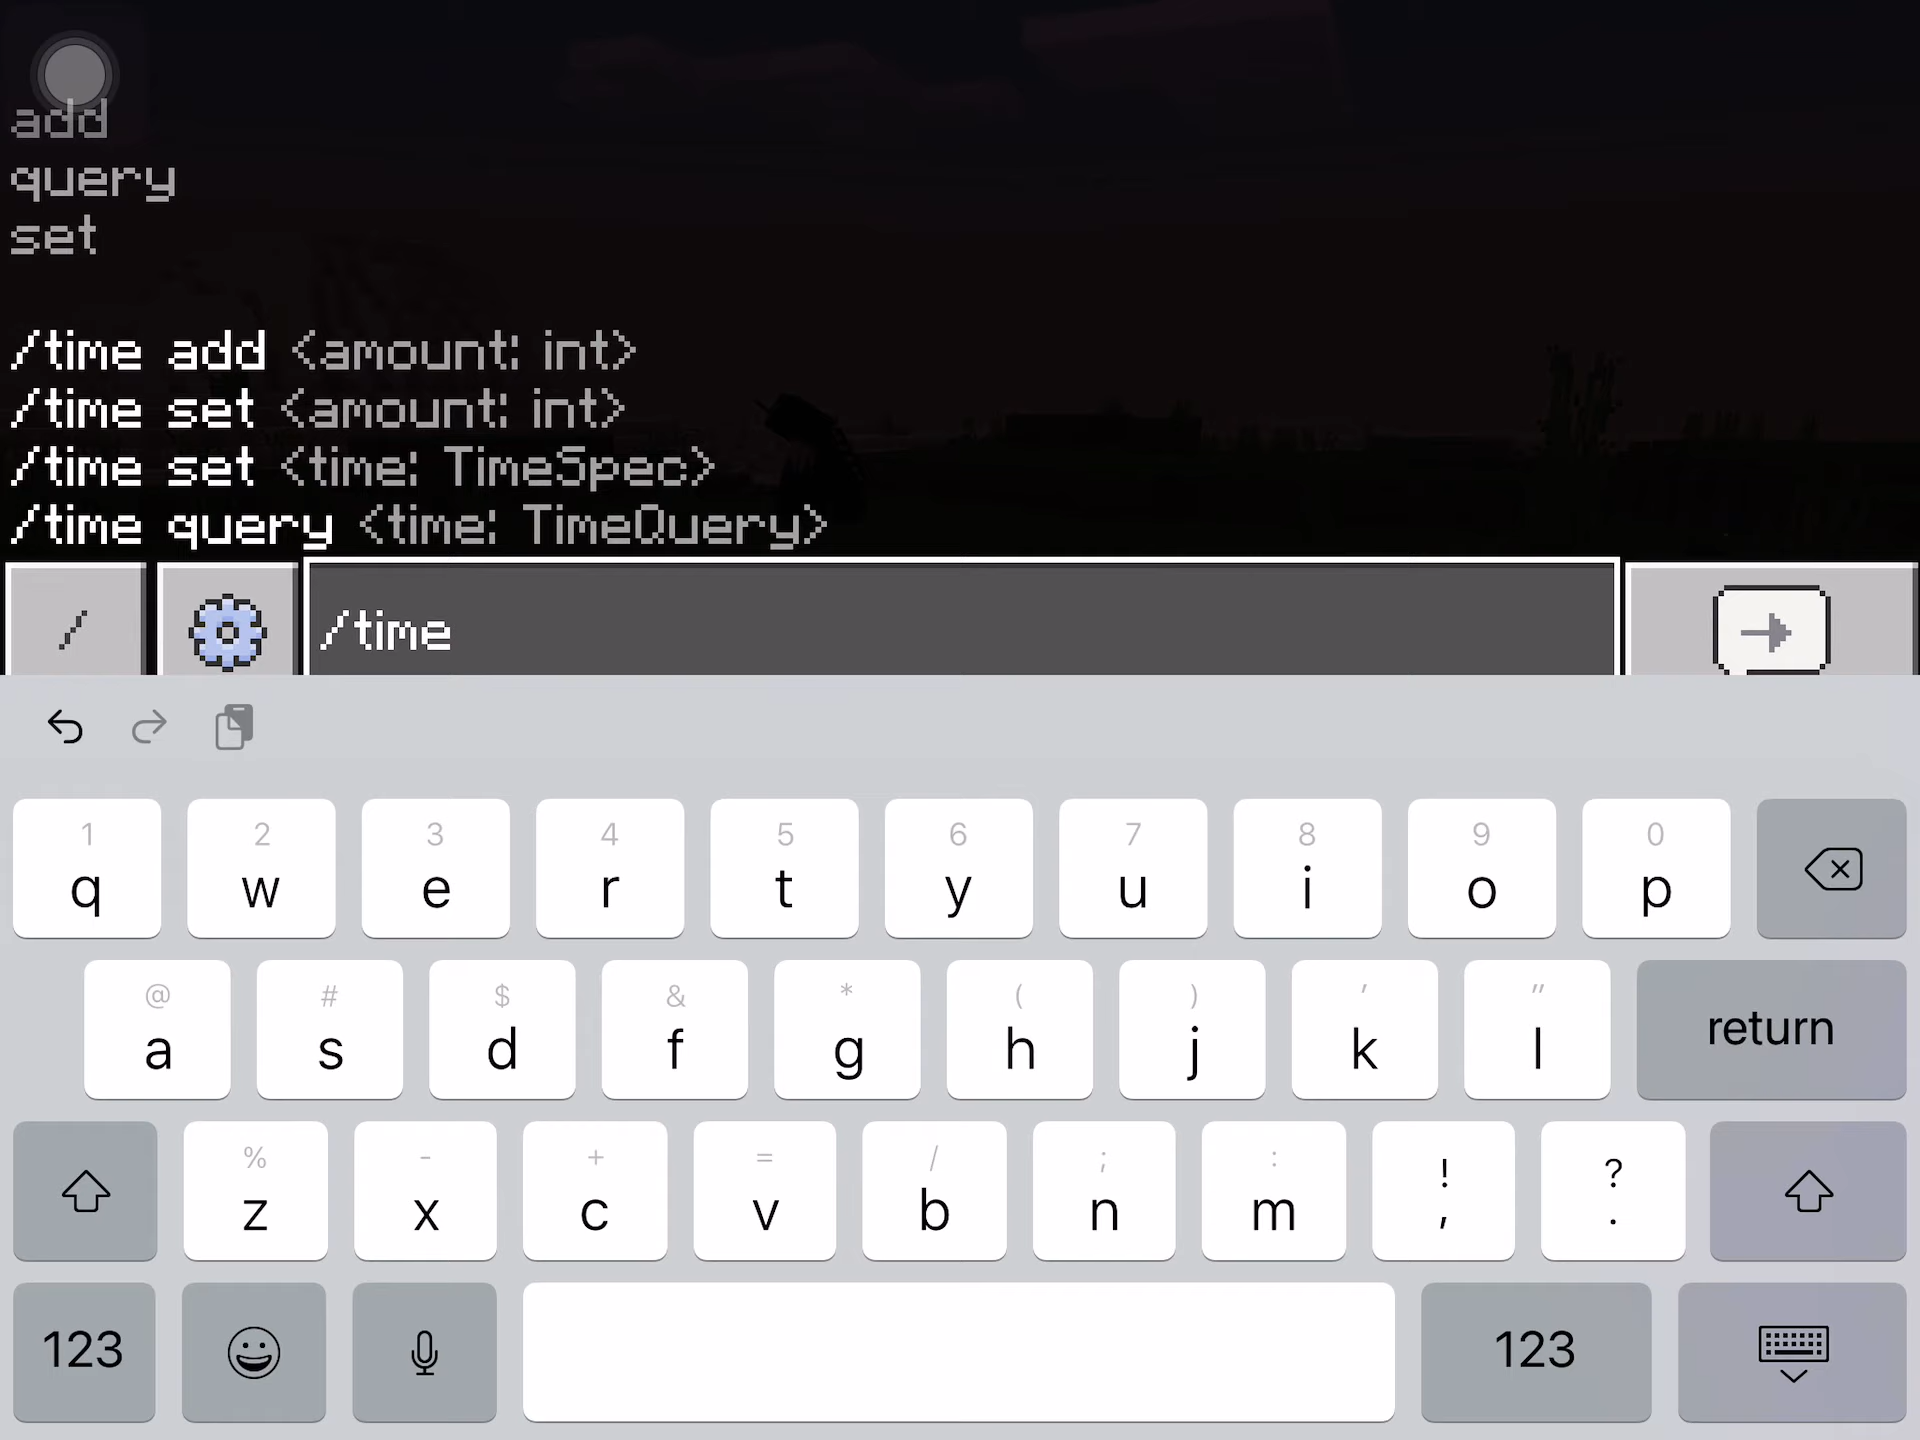 add
query
set
/time add <amount: int>
/time set <amount: int>
/time set <time: TimeSpec>
/time query <time: TimeQuery>
/ /time
1 2 3 4 5 6 7 8 9 0
q w e r t y u i o p
@ # $ & * ( ) ' "
a s d f g h j k l return
% - + = / ; : ! ?
z x c v b n m , .
123 123